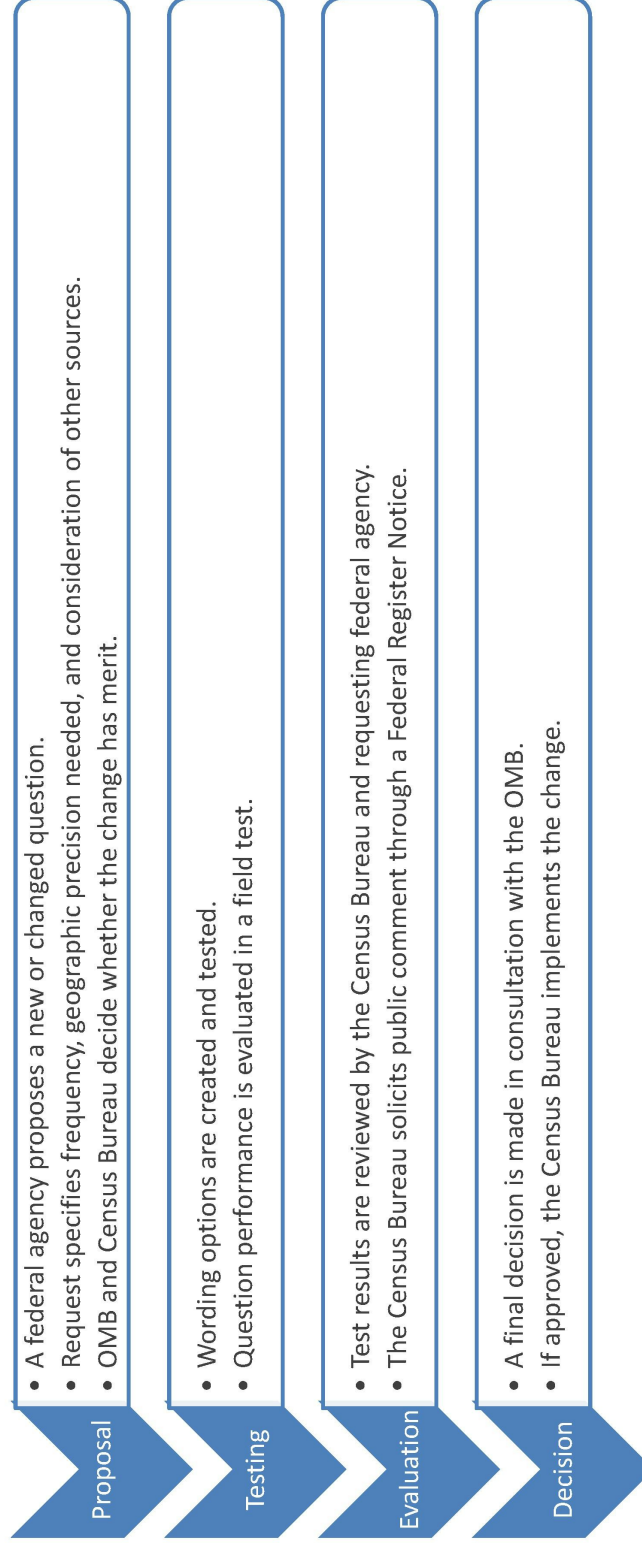 Proposal
• A federal agency proposes a new or changed question.
• Request specifies frequency, geographic precision needed, and consideration of other sources.
• OMB and Census Bureau decide whether the change has merit.
Testing
• Wording options are created and tested.
• Question performance is evaluated in a field test.
Evaluation
• Test results are reviewed by the Census Bureau and requesting federal agency.
• The Census Bureau solicits public comment through a Federal Register Notice.
Decision
• A final decision is made in consultation with the OMB.
• If approved, the Census Bureau implements the change.